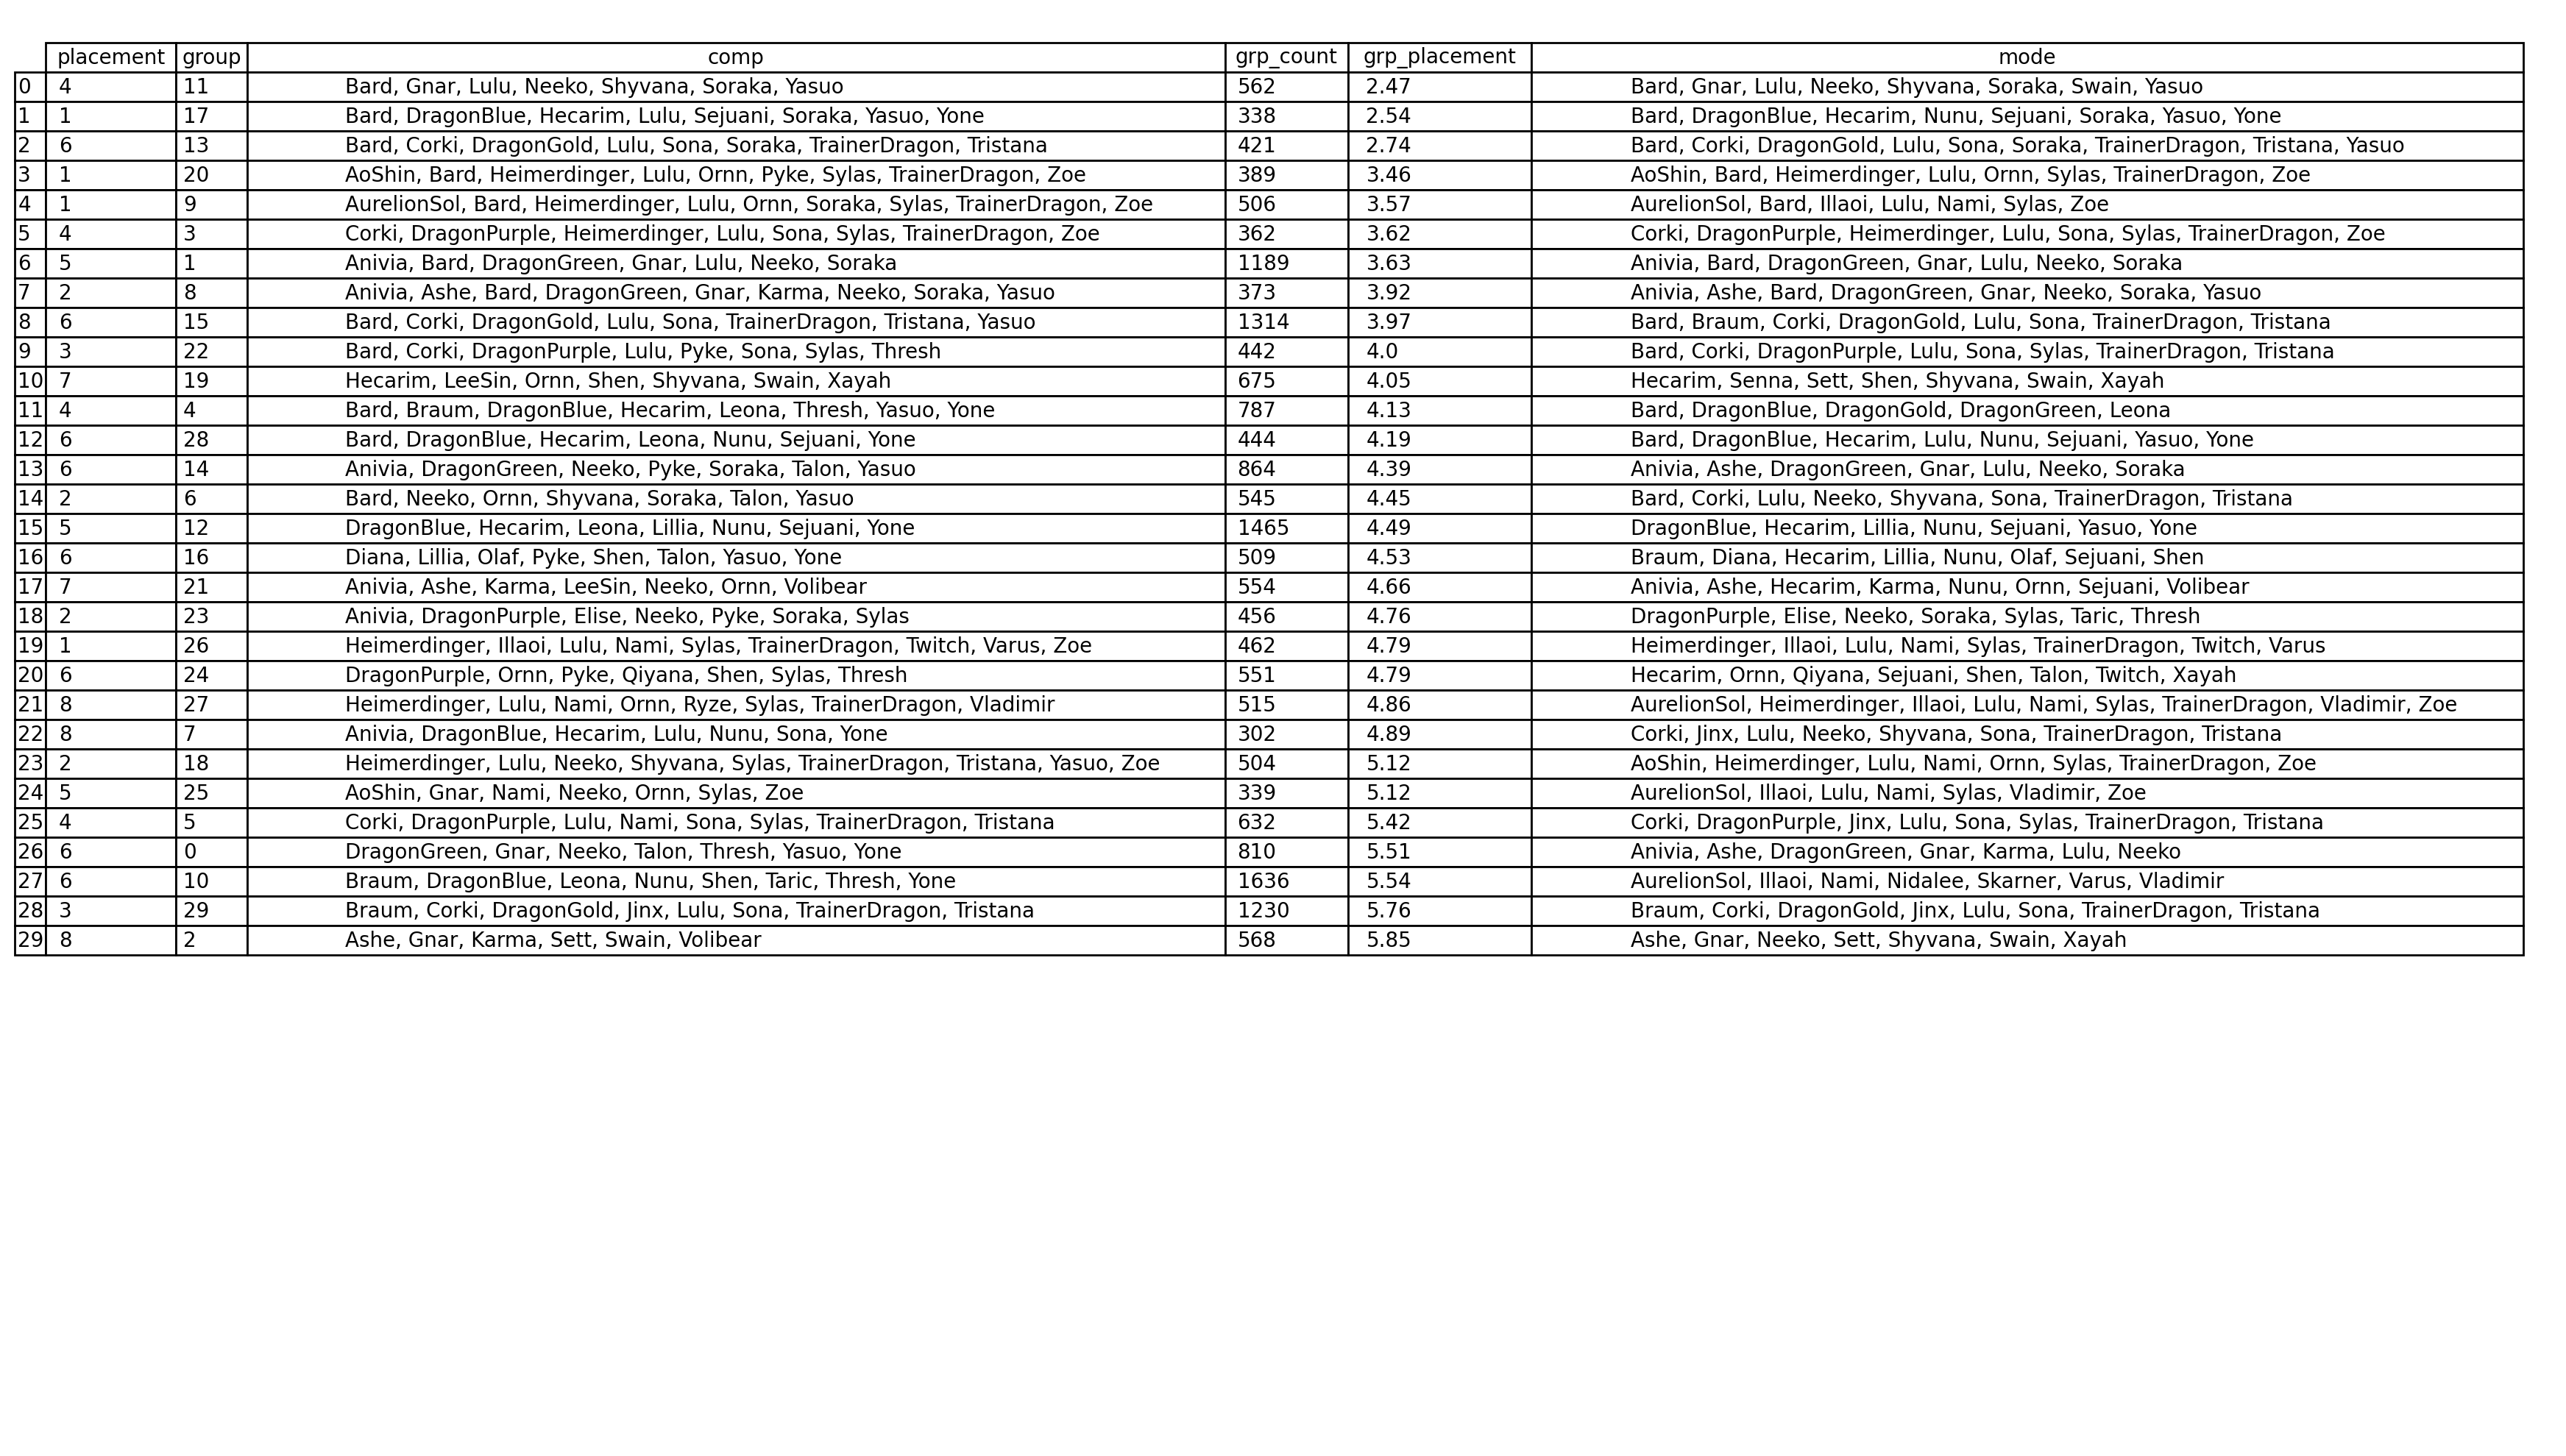 placement group comp grp_count grp_placement mode
0 4 11 Bard, Gnar, Lulu, Neeko, Shyvana, Soraka, Yasuo 562 2.47 Bard, Gnar, Lulu, Neeko, Shyvana, Soraka, Swain, Yasuo
1 1 17 Bard, DragonBlue, Hecarim, Lulu, Sejuani, Soraka, Yasuo, Yone 338 2.54 Bard, DragonBlue, Hecarim, Nunu, Sejuani, Soraka, Yasuo, Yone
2 6 13 Bard, Corki, DragonGold, Lulu, Sona, Soraka, TrainerDragon, Tristana 421 2.74 Bard, Corki, DragonGold, Lulu, Sona, Soraka, TrainerDragon, Tristana, Yasuo
3 1 20 AoShin, Bard, Heimerdinger, Lulu, Ornn, Pyke, Sylas, TrainerDragon, Zoe 389 3.46 AoShin, Bard, Heimerdinger, Lulu, Ornn, Sylas, TrainerDragon, Zoe
4 1 9 AurelionSol, Bard, Heimerdinger, Lulu, Ornn, Soraka, Sylas, TrainerDragon, Zoe 506 3.57 AurelionSol, Bard, Illaoi, Lulu, Nami, Sylas, Zoe
5 4 3 Corki, DragonPurple, Heimerdinger, Lulu, Sona, Sylas, TrainerDragon, Zoe 362 3.62 Corki, DragonPurple, Heimerdinger, Lulu, Sona, Sylas, TrainerDragon, Zoe
6 5 1 Anivia, Bard, DragonGreen, Gnar, Lulu, Neeko, Soraka 1189 3.63 Anivia, Bard, DragonGreen, Gnar, Lulu, Neeko, Soraka
7 2 8 Anivia, Ashe, Bard, DragonGreen, Gnar, Karma, Neeko, Soraka, Yasuo 373 3.92 Anivia, Ashe, Bard, DragonGreen, Gnar, Neeko, Soraka, Yasuo
8 6 15 Bard, Corki, DragonGold, Lulu, Sona, TrainerDragon, Tristana, Yasuo 1314 3.97 Bard, Braum, Corki, DragonGold, Lulu, Sona, TrainerDragon, Tristana
9 3 22 Bard, Corki, DragonPurple, Lulu, Pyke, Sona, Sylas, Thresh 442 4.0 Bard, Corki, DragonPurple, Lulu, Sona, Sylas, TrainerDragon, Tristana
10 7 19 Hecarim, LeeSin, Ornn, Shen, Shyvana, Swain, Xayah 675 4.05 Hecarim, Senna, Sett, Shen, Shyvana, Swain, Xayah
11 4 4 Bard, Braum, DragonBlue, Hecarim, Leona, Thresh, Yasuo, Yone 787 4.13 Bard, DragonBlue, DragonGold, DragonGreen, Leona
12 6 28 Bard, DragonBlue, Hecarim, Leona, Nunu, Sejuani, Yone 444 4.19 Bard, DragonBlue, Hecarim, Lulu, Nunu, Sejuani, Yasuo, Yone
13 6 14 Anivia, DragonGreen, Neeko, Pyke, Soraka, Talon, Yasuo 864 4.39 Anivia, Ashe, DragonGreen, Gnar, Lulu, Neeko, Soraka
14 2 6 Bard, Neeko, Ornn, Shyvana, Soraka, Talon, Yasuo 545 4.45 Bard, Corki, Lulu, Neeko, Shyvana, Sona, TrainerDragon, Tristana
15 5 12 DragonBlue, Hecarim, Leona, Lillia, Nunu, Sejuani, Yone 1465 4.49 DragonBlue, Hecarim, Lillia, Nunu, Sejuani, Yasuo, Yone
16 6 16 Diana, Lillia, Olaf, Pyke, Shen, Talon, Yasuo, Yone 509 4.53 Braum, Diana, Hecarim, Lillia, Nunu, Olaf, Sejuani, Shen
17 7 21 Anivia, Ashe, Karma, LeeSin, Neeko, Ornn, Volibear 554 4.66 Anivia, Ashe, Hecarim, Karma, Nunu, Ornn, Sejuani, Volibear
18 2 23 Anivia, DragonPurple, Elise, Neeko, Pyke, Soraka, Sylas 456 4.76 DragonPurple, Elise, Neeko, Soraka, Sylas, Taric, Thresh
19 1 26 Heimerdinger, Illaoi, Lulu, Nami, Sylas, TrainerDragon, Twitch, Varus, Zoe 462 4.79 Heimerdinger, Illaoi, Lulu, Nami, Sylas, TrainerDragon, Twitch, Varus
20 6 24 DragonPurple, Ornn, Pyke, Qiyana, Shen, Sylas, Thresh 551 4.79 Hecarim, Ornn, Qiyana, Sejuani, Shen, Talon, Twitch, Xayah
21 8 27 Heimerdinger, Lulu, Nami, Ornn, Ryze, Sylas, TrainerDragon, Vladimir 515 4.86 AurelionSol, Heimerdinger, Illaoi, Lulu, Nami, Sylas, TrainerDragon, Vladimir, Zoe
22 8 7 Anivia, DragonBlue, Hecarim, Lulu, Nunu, Sona, Yone 302 4.89 Corki, Jinx, Lulu, Neeko, Shyvana, Sona, TrainerDragon, Tristana
23 2 18 Heimerdinger, Lulu, Neeko, Shyvana, Sylas, TrainerDragon, Tristana, Yasuo, Zoe 504 5.12 AoShin, Heimerdinger, Lulu, Nami, Ornn, Sylas, TrainerDragon, Zoe
24 5 25 AoShin, Gnar, Nami, Neeko, Ornn, Sylas, Zoe 339 5.12 AurelionSol, Illaoi, Lulu, Nami, Sylas, Vladimir, Zoe
25 4 5 Corki, DragonPurple, Lulu, Nami, Sona, Sylas, TrainerDragon, Tristana 632 5.42 Corki, DragonPurple, Jinx, Lulu, Sona, Sylas, TrainerDragon, Tristana
26 6 0 DragonGreen, Gnar, Neeko, Talon, Thresh, Yasuo, Yone 810 5.51 Anivia, Ashe, DragonGreen, Gnar, Karma, Lulu, Neeko
27 6 10 Braum, DragonBlue, Leona, Nunu, Shen, Taric, Thresh, Yone 1636 5.54 AurelionSol, Illaoi, Nami, Nidalee, Skarner, Varus, Vladimir
28 3 29 Braum, Corki, DragonGold, Jinx, Lulu, Sona, TrainerDragon, Tristana 1230 5.76 Braum, Corki, DragonGold, Jinx, Lulu, Sona, TrainerDragon, Tristana
29 8 2 Ashe, Gnar, Karma, Sett, Swain, Volibear 568 5.85 Ashe, Gnar, Neeko, Sett, Shyvana, Swain, Xayah